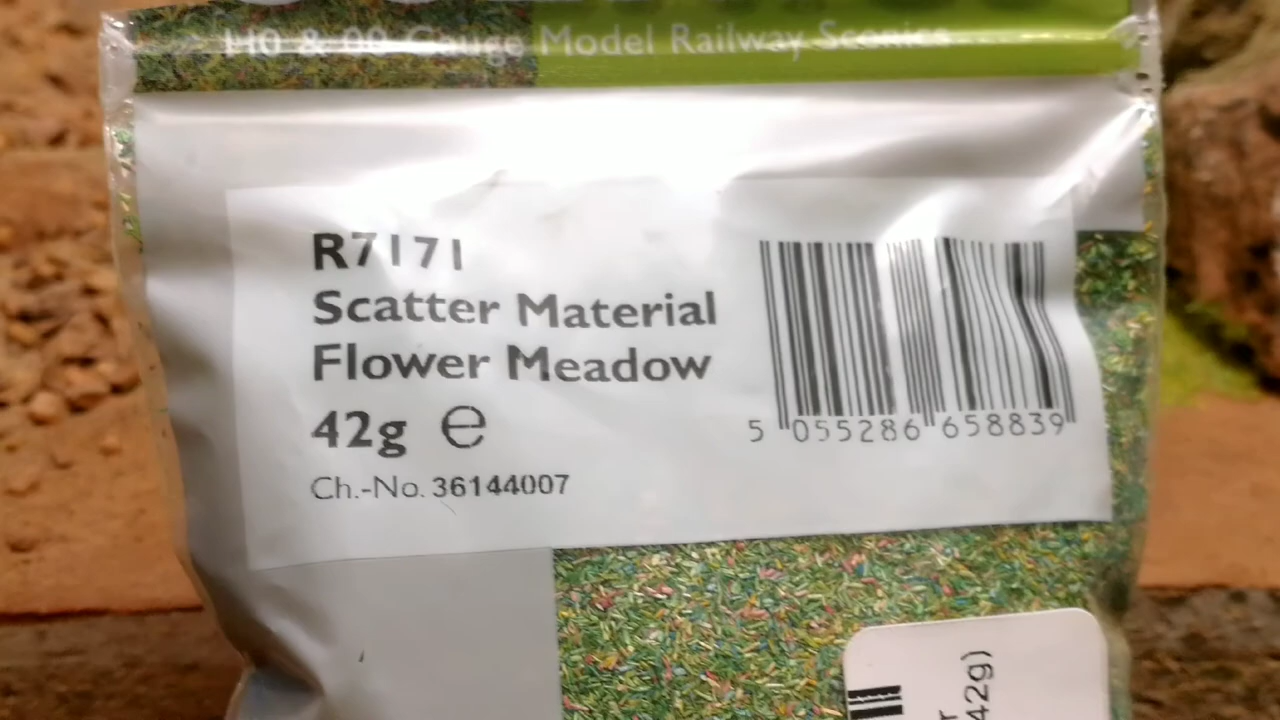 H0 & 00 Gauge Model Railway Scenics
R7171
Scatter Material
Flower Meadow
42g ℮
Ch.-No. 36144007
5 055286 658839
42g)